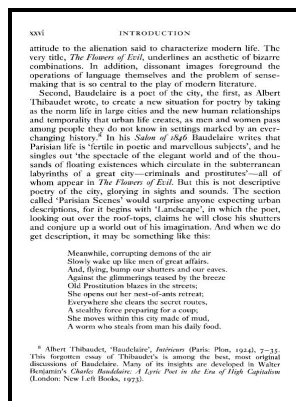 xxvi INTRODUCTION
attitude to the alienation said to characterize modern life. The
very title, The Flowers of Evil, underlines an aesthetic of bizarre
combinations. In addition, dissonant images foreground the
operations of language themselves and the problem of sense-
making that is so central to the play of modern literature.
Second, Baudelaire is a poet of the city, the first, as Albert
Thibaudet wrote, to create a new situation for poetry by taking
as the norm life in large cities and the new human relationships
and temporality that urban life creates, as men and women pass
among people they do not know in settings marked by an ever-
changing history.⁸ In his Salon of 1846 Baudelaire writes that
Parisian life is 'fertile in poetic and marvellous subjects', and he
singles out 'the spectacle of the elegant world and of the thou-
sands of floating existences which circulate in the subterranean
labyrinths of a great city—criminals and prostitutes'—all of
whom appear in The Flowers of Evil. But this is not descriptive
poetry of the city, glorying in sights and sounds. The section
called 'Parisian Scenes' would surprise anyone expecting urban
descriptions, for it begins with 'Landscape', in which the poet,
looking out over the roof-tops, claims he will close his shutters
and conjure up a world out of his imagination. And when we do
get description, it may be something like this:
Meanwhile, corrupting demons of the air
Slowly wake up like men of great affairs.
And, flying, bump our shutters and our eaves.
Against the glimmerings teased by the breeze
Old Prostitution blazes in the streets;
She opens out her nest-of-ants retreat;
Everywhere she clears the secret routes,
A stealthy force preparing for a coup;
She moves within this city made of mud,
A worm who steals from man his daily food.
⁸ Albert Thibaudet, 'Baudelaire', Intérieurs (Paris: Plon, 1924), 7–35.
This forgotten essay of Thibaudet's is among the best, most original
discussions of Baudelaire. Many of its insights are developed in Walter
Benjamin's Charles Baudelaire: A Lyric Poet in the Era of High Capitalism
(London: New Left Books, 1973).